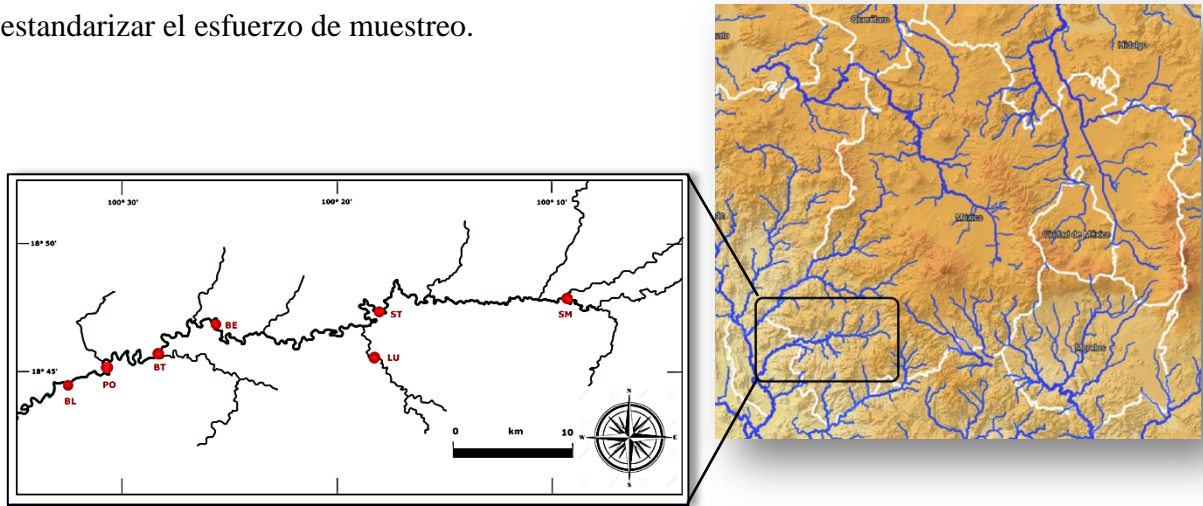 estandarizar el esfuerzo de muestreo.
Querétaro
Hidalgo
México
Ciudad de México
Morelos
100° 30'
100° 20'
100° 10'
18° 50'
18° 45'
BE
ST
SM
BT
LU
PO
BL
0 km 10
N
W
E
S